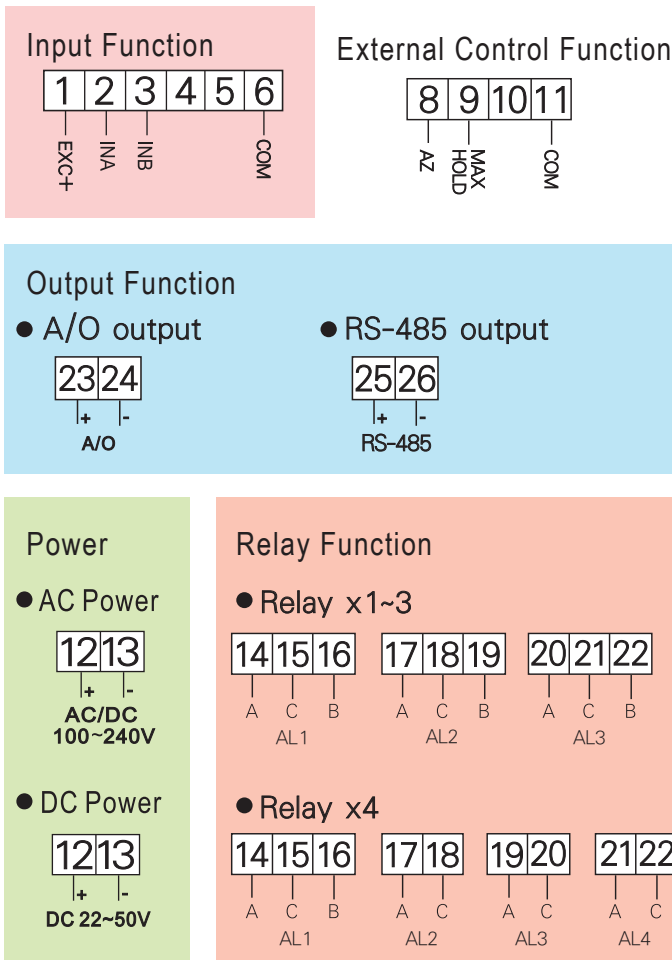 Input Function
1 2 3 4 5 6
EXC+ INA INB COM
External Control Function
8 9 10 11
AZ MAX HOLD COM
Output Function
● A/O output
23 24
+ -
A/O
● RS-485 output
25 26
+ -
RS-485
Power
● AC Power
12 13
+ -
AC/DC
100~240V
● DC Power
12 13
+ -
DC 22~50V
Relay Function
● Relay x1~3
14 15 16 17 18 19 20 21 22
A C B A C B A C B
AL1 AL2 AL3
● Relay x4
14 15 16 17 18 19 20 21 22
A C B A C A C A C
AL1 AL2 AL3 AL4